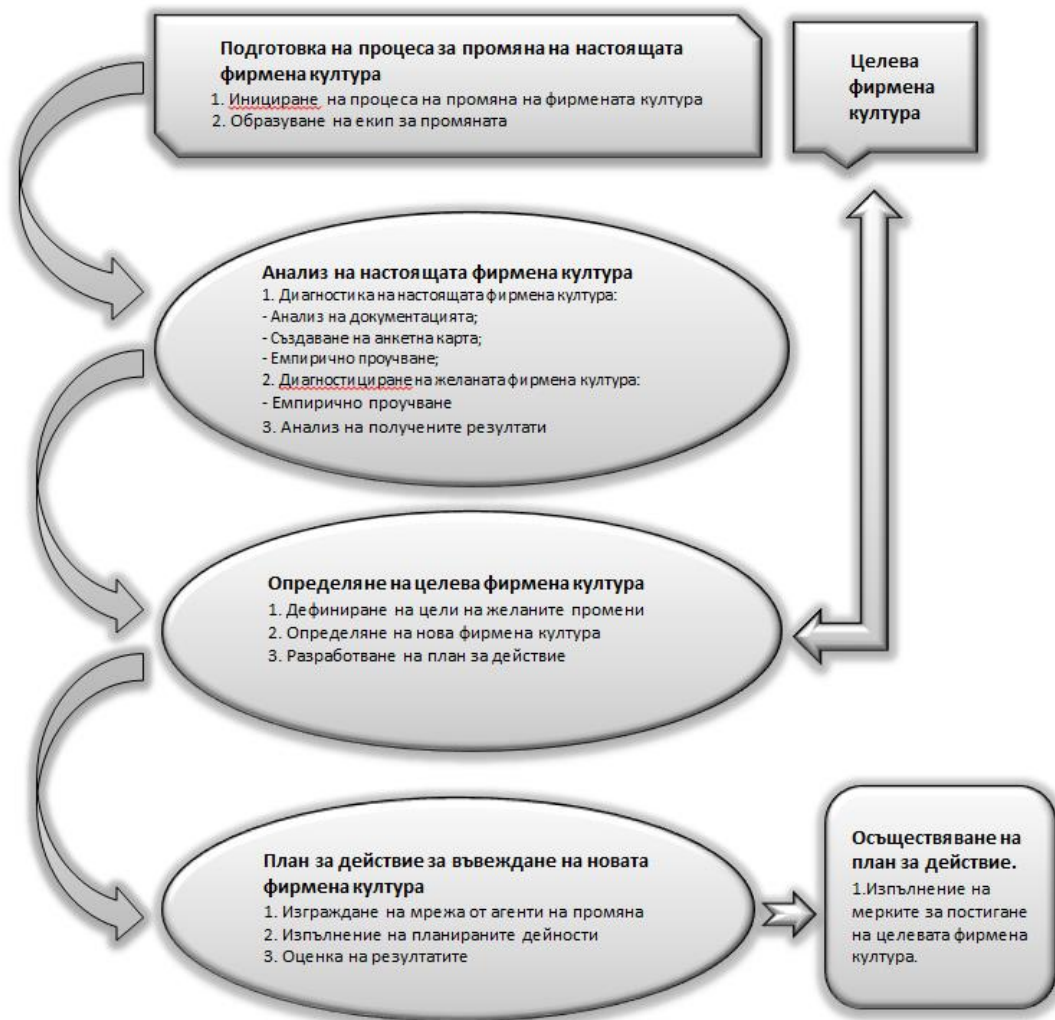 Подготовка на процеса за промяна на настоящата
фирмена култура
1. Иницииране на процеса на промяна на фирмената култура
2. Образуване на екип за промяната
Целева
фирмена
култура
Анализ на настоящата фирмена култура
1. Диагностика на настоящата фирмена култура:
- Анализ на документацията;
- Създаване на анкетна карта;
- Емпирично проучване;
2. Диагностициране на желаната фирмена култура:
- Емпирично проучване
3. Анализ на получените резултати
Определяне на целева фирмена култура
1. Дефиниране на цели на желаните промени
2. Определяне на нова фирмена култура
3. Разработване на план за действие
План за действие за въвеждане на новата
фирмена култура
1. Изграждане на мрежа от агенти на промяна
2. Изпълнение на планираните дейности
3. Оценка на резултатите
Осъществяване на
план за действие.
1.Изпълнение на
мерките за постигане
на целевата фирмена
култура.